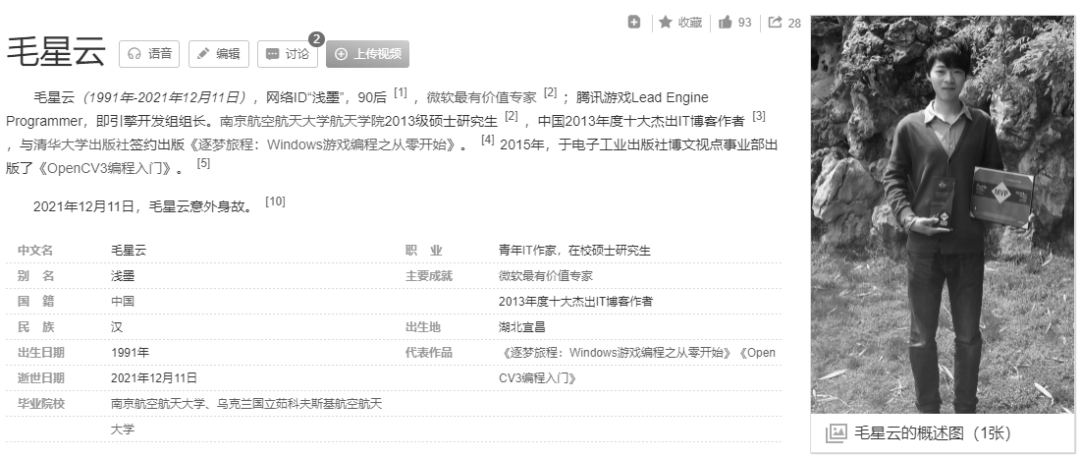 收藏 93 28
毛星云 语音 编辑 讨论 2 上传视频
毛星云（1991年-2021年12月11日），网络ID“浅墨”，90后 [1] ，微软最有价值专家 [2] ；腾讯游戏Lead Engine
Programmer，即引擎开发组组长。南京航空航天大学航天学院2013级硕士研究生 [2] ，中国2013年度十大杰出IT博客作者 [3]
，与清华大学出版社签约出版《逐梦旅程：Windows游戏编程之从零开始》。 [4] 2015年，于电子工业出版社博文视点事业部出
版了《OpenCV3编程入门》。 [5]
2021年12月11日，毛星云意外身故。 [10]
中文名 毛星云 职 业 青年IT作家，在校硕士研究生
别 名 浅墨 主要成就 微软最有价值专家
国 籍 中国 2013年度十大杰出IT博客作者
民 族 汉 出生地 湖北宜昌
出生日期 1991年 代表作品 《逐梦旅程：Windows游戏编程之从零开始》《Open
逝世日期 2021年12月11日 CV3编程入门》
毕业院校 南京航空航天大学、乌克兰国立茹科夫斯基航空航天
大学
MVP
毛星云的概述图（1张）